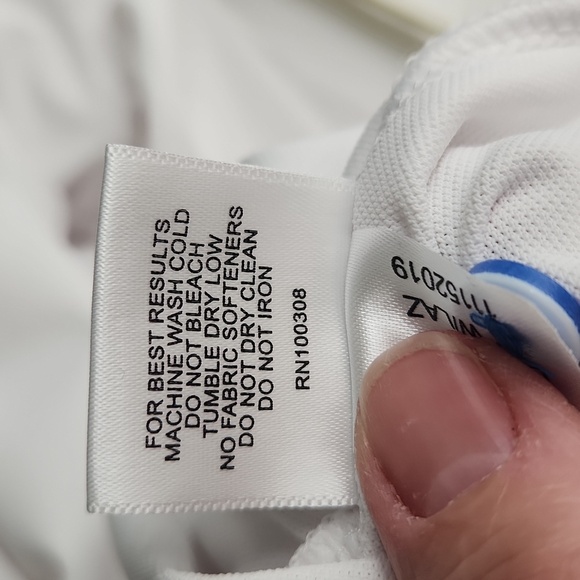 FOR BEST RESULTS
MACHINE WASH COLD
DO NOT BLEACH
TUMBLE DRY LOW
NO FABRIC SOFTENERS
DO NOT DRY CLEAN
DO NOT IRON
RN100308
11152019